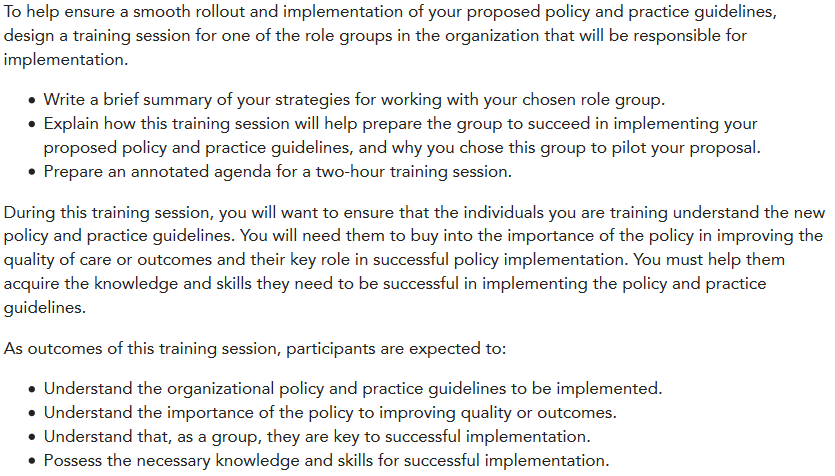 To help ensure a smooth rollout and implementation of your proposed policy and practice guidelines,
design a training session for one of the role groups in the organization that will be responsible for
implementation.
• Write a brief summary of your strategies for working with your chosen role group.
• Explain how this training session will help prepare the group to succeed in implementing your
proposed policy and practice guidelines, and why you chose this group to pilot your proposal.
• Prepare an annotated agenda for a two-hour training session.
During this training session, you will want to ensure that the individuals you are training understand the new
policy and practice guidelines. You will need them to buy into the importance of the policy in improving the
quality of care or outcomes and their key role in successful policy implementation. You must help them
acquire the knowledge and skills they need to be successful in implementing the policy and practice
guidelines.
As outcomes of this training session, participants are expected to:
• Understand the organizational policy and practice guidelines to be implemented.
• Understand the importance of the policy to improving quality or outcomes.
• Understand that, as a group, they are key to successful implementation.
• Possess the necessary knowledge and skills for successful implementation.